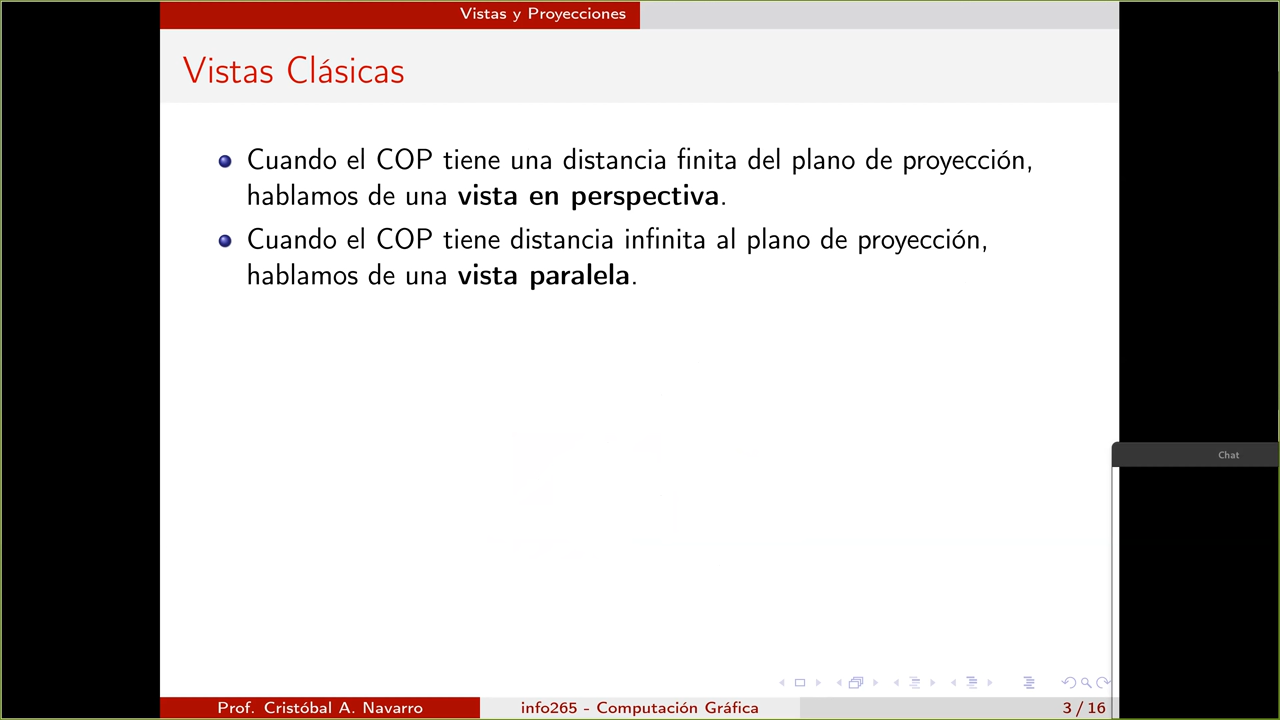 Vistas y Proyecciones
Vistas Clásicas
Cuando el COP tiene una distancia finita del plano de proyección,
hablamos de una vista en perspectiva.
Cuando el COP tiene distancia infinita al plano de proyección,
hablamos de una vista paralela.
Chat
Prof. Cristóbal A. Navarro
info265 - Computación Gráfica
3 / 16